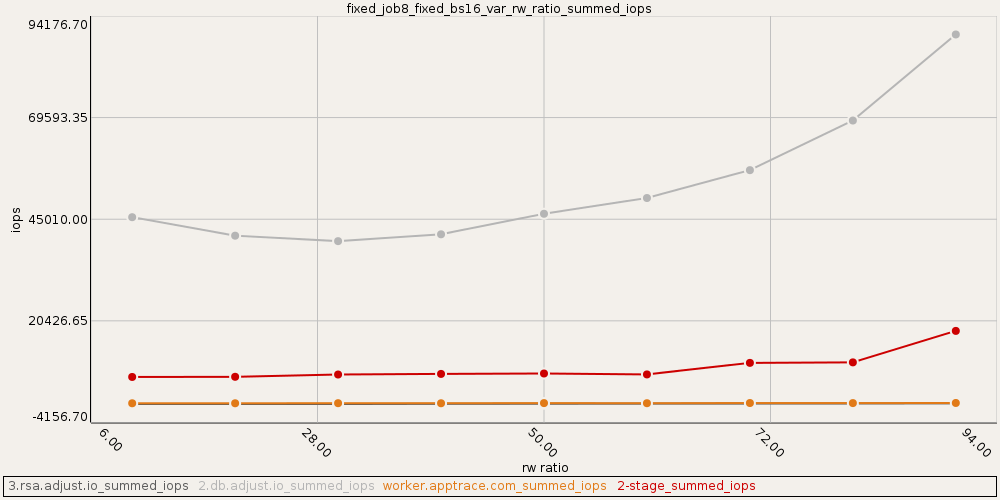 fixed_job8_fixed_bs16_var_rw_ratio_summed_iops
94176.70
69593.35
45010.00
20426.65
-4156.70
iops
6.00 28.00 50.00 72.00 94.00
rw ratio
3.rsa.adjust.io_summed_iops 2.db.adjust.io_summed_iops worker.apptrace.com_summed_iops 2-stage_summed_iops